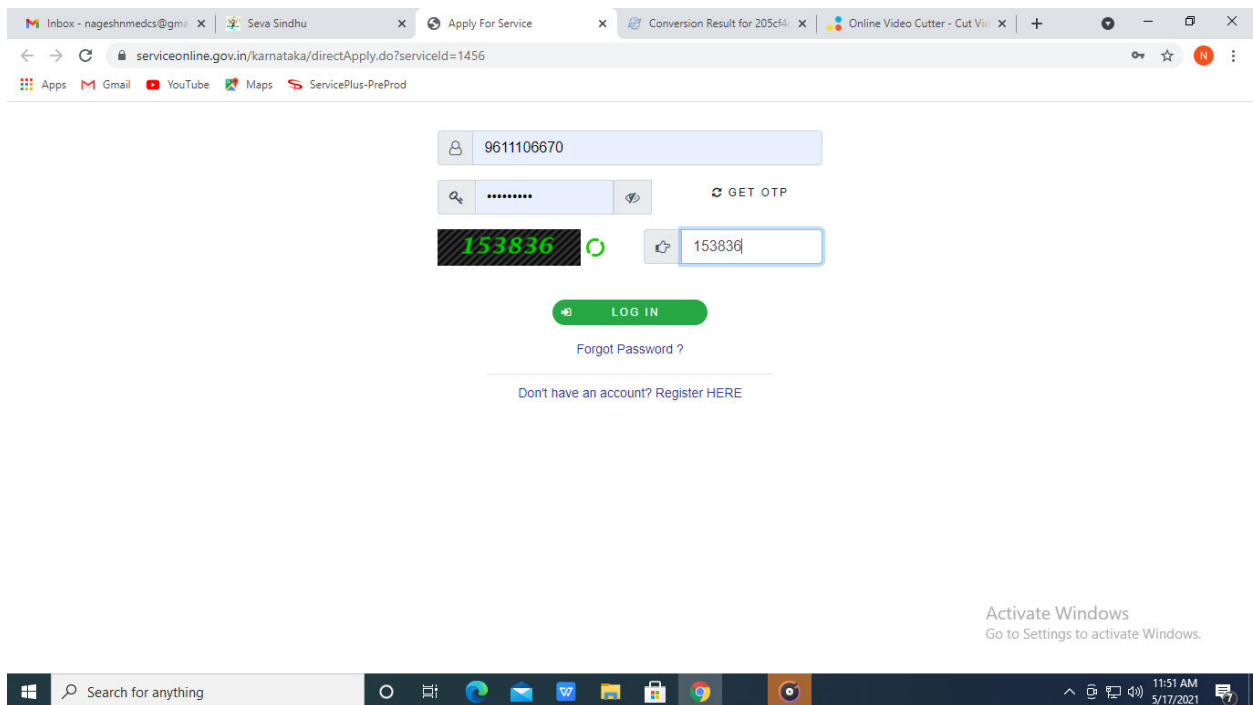 Inbox - nageshnmedcs@gma
Seva Sindhu
Apply For Service
Conversion Result for 205cf4
Online Video Cutter - Cut Vid
serviceonline.gov.in/karnataka/directApply.do?serviceId=1456
N
Apps
Gmail
YouTube
Maps
ServicePlus-PreProd
9611106670
•••••••••
GET OTP
153836
153836
LOG IN
Forgot Password ?
Don't have an account? Register HERE
Activate Windows
Go to Settings to activate Windows.
Search for anything
11:51 AM
5/17/2021
7